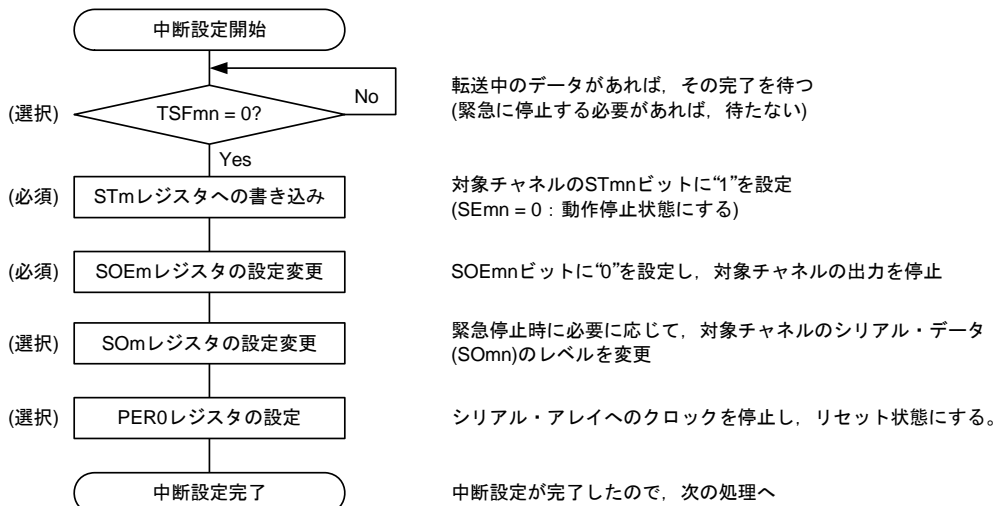 中断設定開始
(選択)
TSFmn = 0?
No
転送中のデータがあれば，その完了を待つ
(緊急に停止する必要があれば，待たない)
Yes
(必須)
STmレジスタへの書き込み
対象チャネルのSTmnビットに“1”を設定
(SEmn = 0：動作停止状態にする)
(必須)
SOEmレジスタの設定変更
SOEmnビットに“0”を設定し，対象チャネルの出力を停止
(選択)
SOmレジスタの設定変更
緊急停止時に必要に応じて，対象チャネルのシリアル・データ
(SOmn)のレベルを変更
(選択)
PER0レジスタの設定
シリアル・アレイへのクロックを停止し，リセット状態にする。
中断設定完了
中断設定が完了したので，次の処理へ